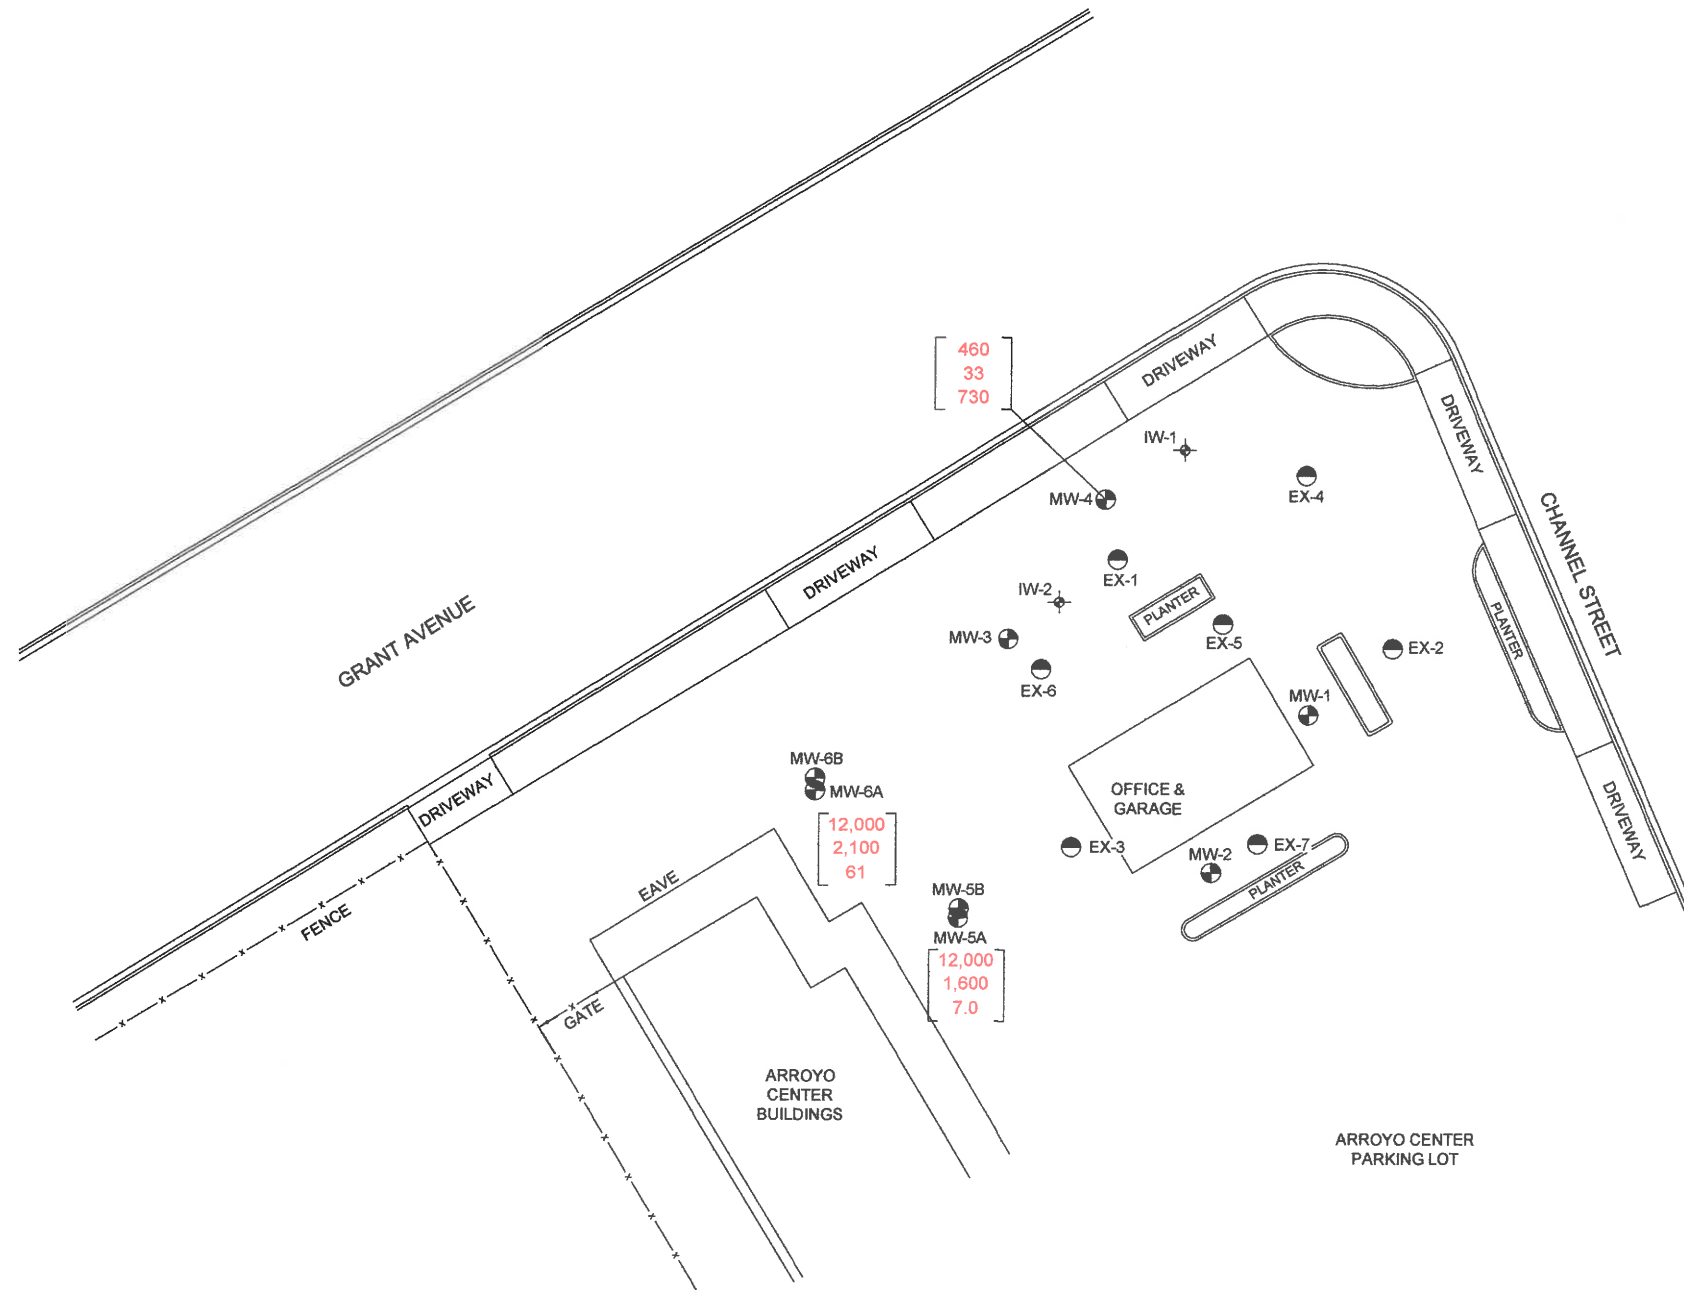 460
33
730
DRIVEWAY
DRIVEWAY
IW-1
EX-4
MW-4
CHANNEL STREET
DRIVEWAY
EX-1
IW-2
PLANTER
GRANT AVENUE
MW-3
EX-5
EX-2
PLANTER
EX-6
MW-1
MW-6B
MW-6A
DRIVEWAY
OFFICE &
GARAGE
DRIVEWAY
12,000
2,100
61
EX-3
MW-2
EX-7
PLANTER
EAVE
MW-5B
MW-5A
FENCE
12,000
1,600
7.0
GATE
ARROYO
CENTER
BUILDINGS
ARROYO CENTER
PARKING LOT